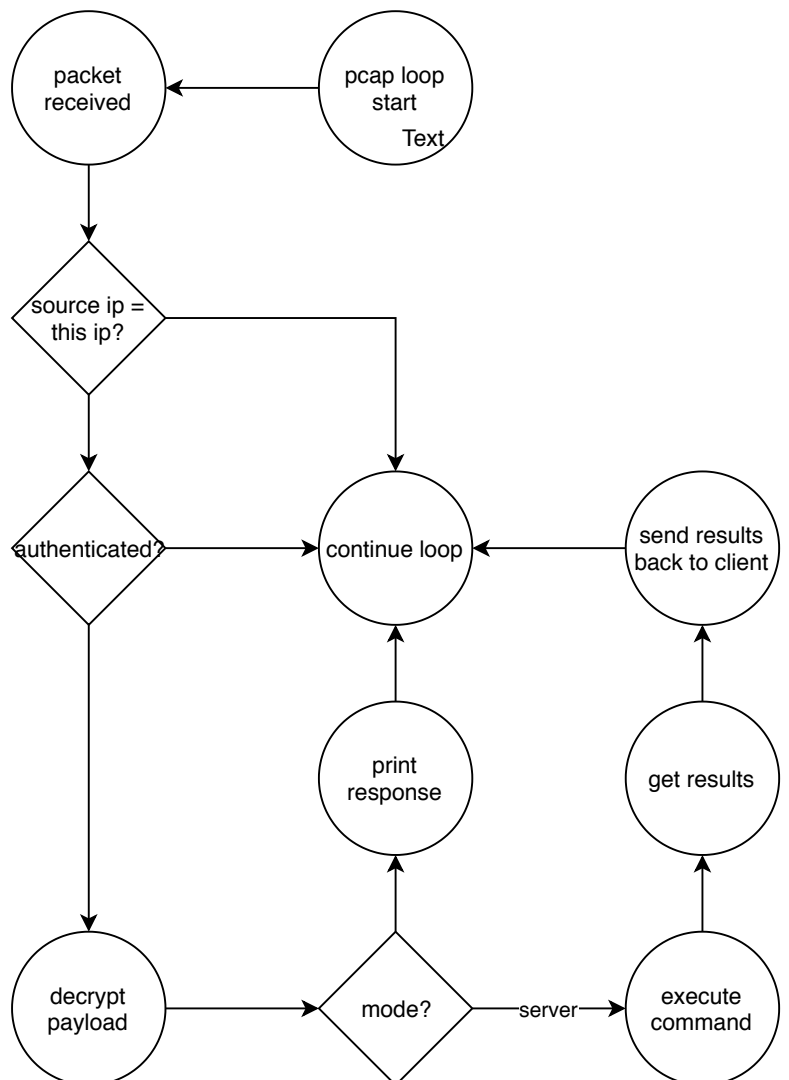 packet
received
pcap loop
start
Text
source ip =
this ip?
authenticated?
continue loop
send results
back to client
print
response
get results
decrypt
payload
mode?
server
execute
command